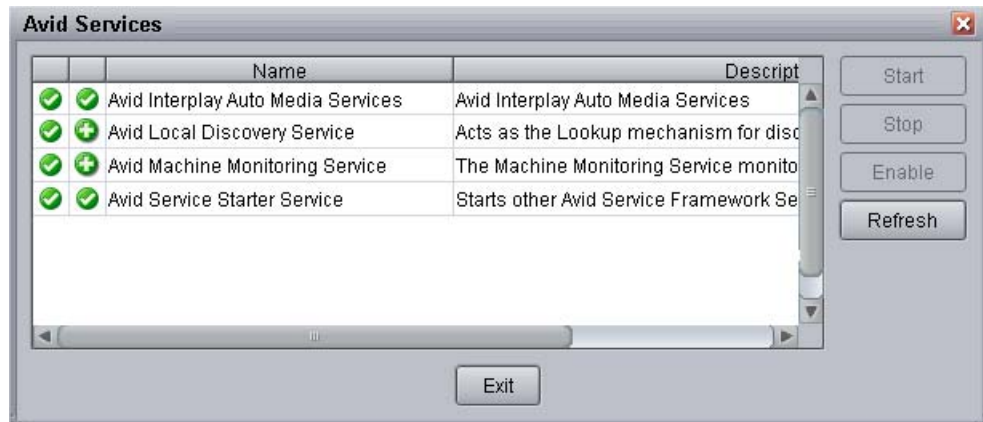 Avid Services
Name Descript
Avid Interplay Auto Media Services Avid Interplay Auto Media Services
Avid Local Discovery Service Acts as the Lookup mechanism for disc
Avid Machine Monitoring Service The Machine Monitoring Service monito
Avid Service Starter Service Starts other Avid Service Framework Se
Start
Stop
Enable
Refresh
Exit